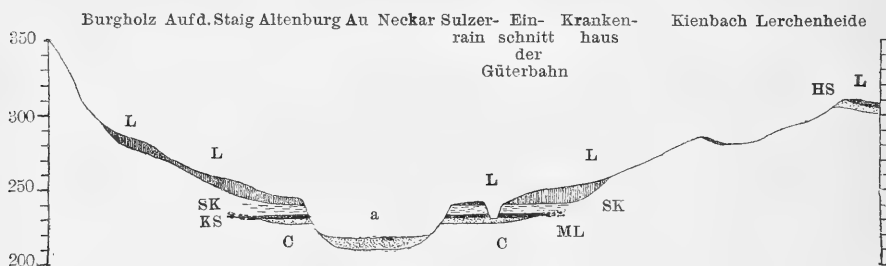 Burgholz Auf d. Staig Altenburg Au Neckar Sulzer- Ein- Kranken- Kienbach Lerchenheide
rain schnitt haus
der
Güterbahn
350
HS L
300
L
L L
250
L
SK SK
KS a
C C ML
200